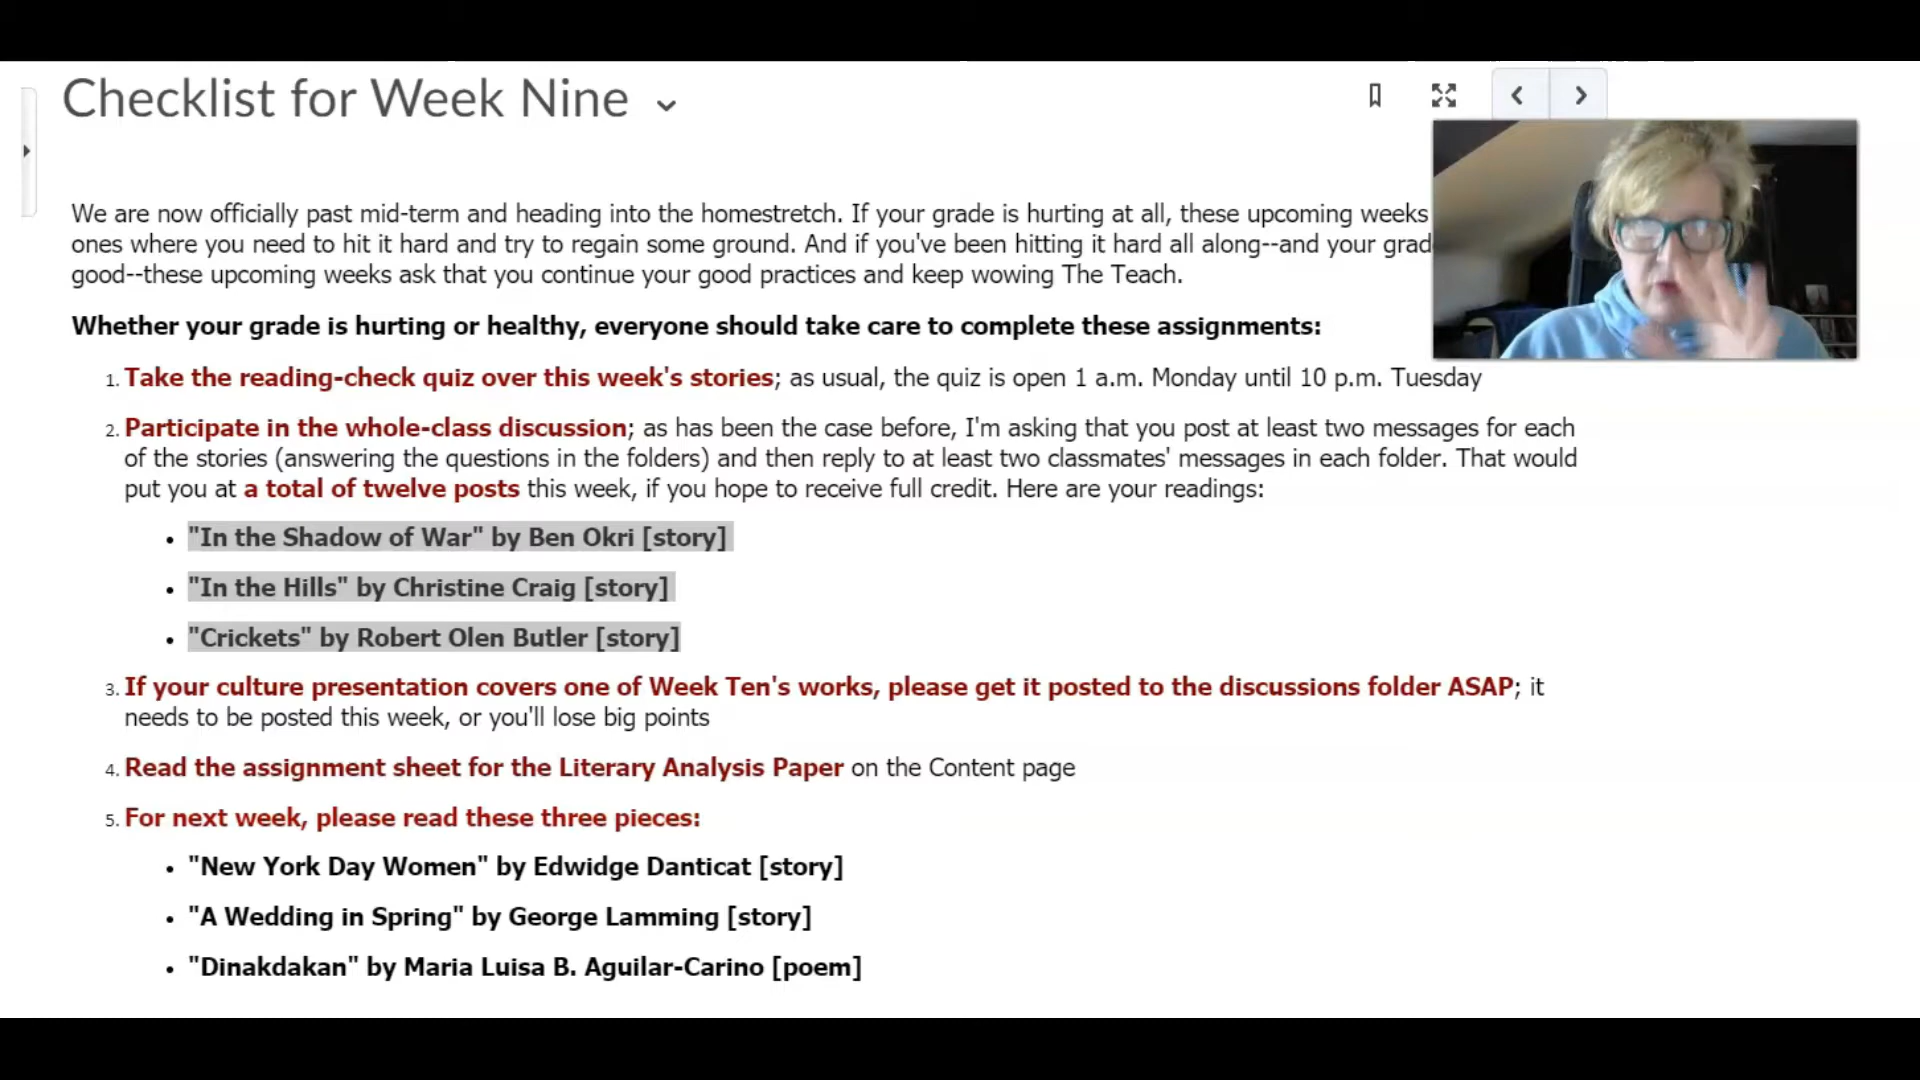 Checklist for Week Nine
We are now officially past mid-term and heading into the homestretch. If your grade is hurting at all, these upcoming weeks
ones where you need to hit it hard and try to regain some ground. And if you've been hitting it hard all along--and your grad
good--these upcoming weeks ask that you continue your good practices and keep wowing The Teach.
Whether your grade is hurting or healthy, everyone should take care to complete these assignments:
1. Take the reading-check quiz over this week's stories; as usual, the quiz is open 1 a.m. Monday until 10 p.m. Tuesday
2. Participate in the whole-class discussion; as has been the case before, I'm asking that you post at least two messages for each
of the stories (answering the questions in the folders) and then reply to at least two classmates' messages in each folder. That would
put you at a total of twelve posts this week, if you hope to receive full credit. Here are your readings:
• "In the Shadow of War" by Ben Okri [story]
• "In the Hills" by Christine Craig [story]
• "Crickets" by Robert Olen Butler [story]
3. If your culture presentation covers one of Week Ten's works, please get it posted to the discussions folder ASAP; it
needs to be posted this week, or you'll lose big points
4. Read the assignment sheet for the Literary Analysis Paper on the Content page
5. For next week, please read these three pieces:
• "New York Day Women" by Edwidge Danticat [story]
• "A Wedding in Spring" by George Lamming [story]
• "Dinakdakan" by Maria Luisa B. Aguilar-Carino [poem]